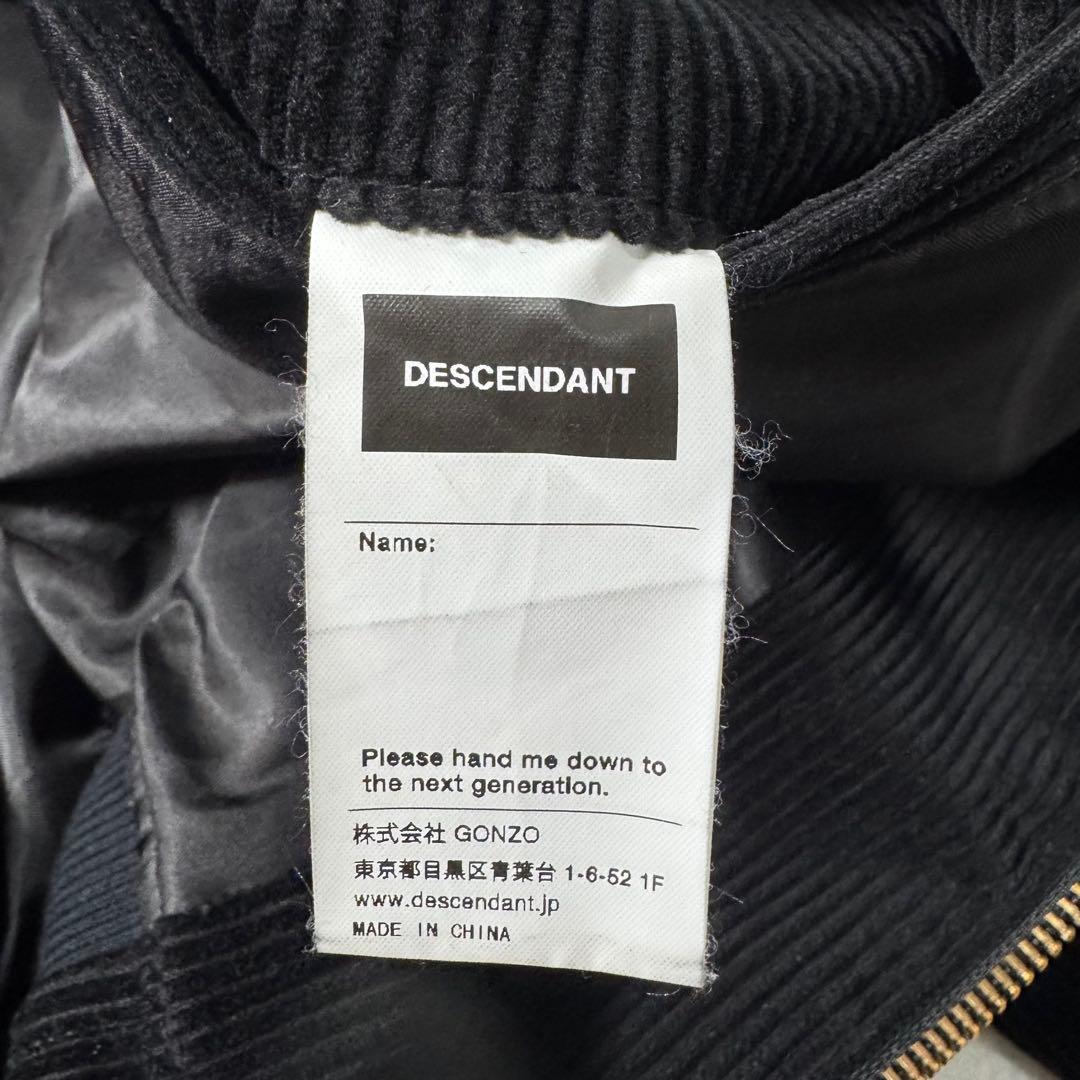 DESCENDANT
Name:
Please hand me down to
the next generation.
株式会社 GONZO
東京都目黒区青葉台 1-6-52 1F
www.descendant.jp
MADE IN CHINA